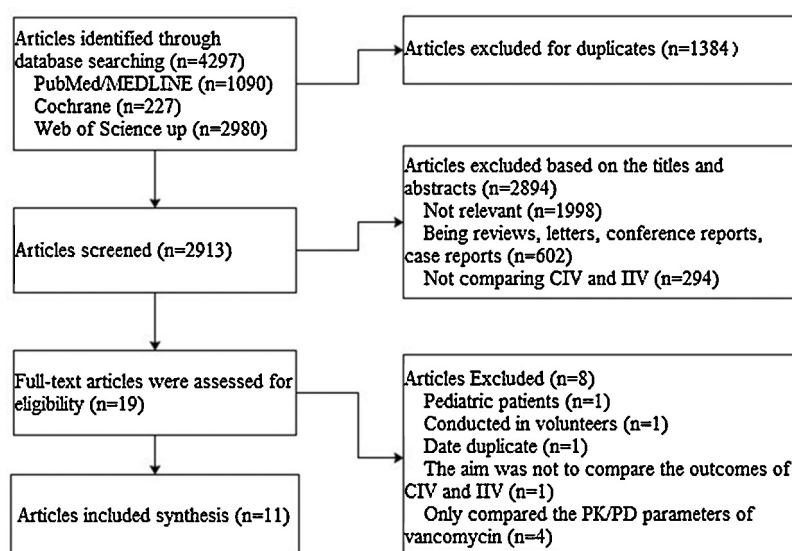 Articles identified through
database searching (n=4297)
PubMed/MEDLINE (n=1090)
Cochrane (n=227)
Web of Science up (n=2980)
Articles excluded for duplicates (n=1384)
Articles screened (n=2913)
Articles excluded based on the titles and
abstracts (n=2894)
Not relevant (n=1998)
Being reviews, letters, conference reports,
case reports (n=602)
Not comparing CIV and IIV (n=294)
Full-text articles were assessed for
eligibility (n=19)
Articles Excluded (n=8)
Pediatric patients (n=1)
Conducted in volunteers (n=1)
Date duplicate (n=1)
The aim was not to compare the outcomes of
CIV and IIV (n=1)
Only compared the PK/PD parameters of
vancomycin (n=4)
Articles included synthesis (n=11)